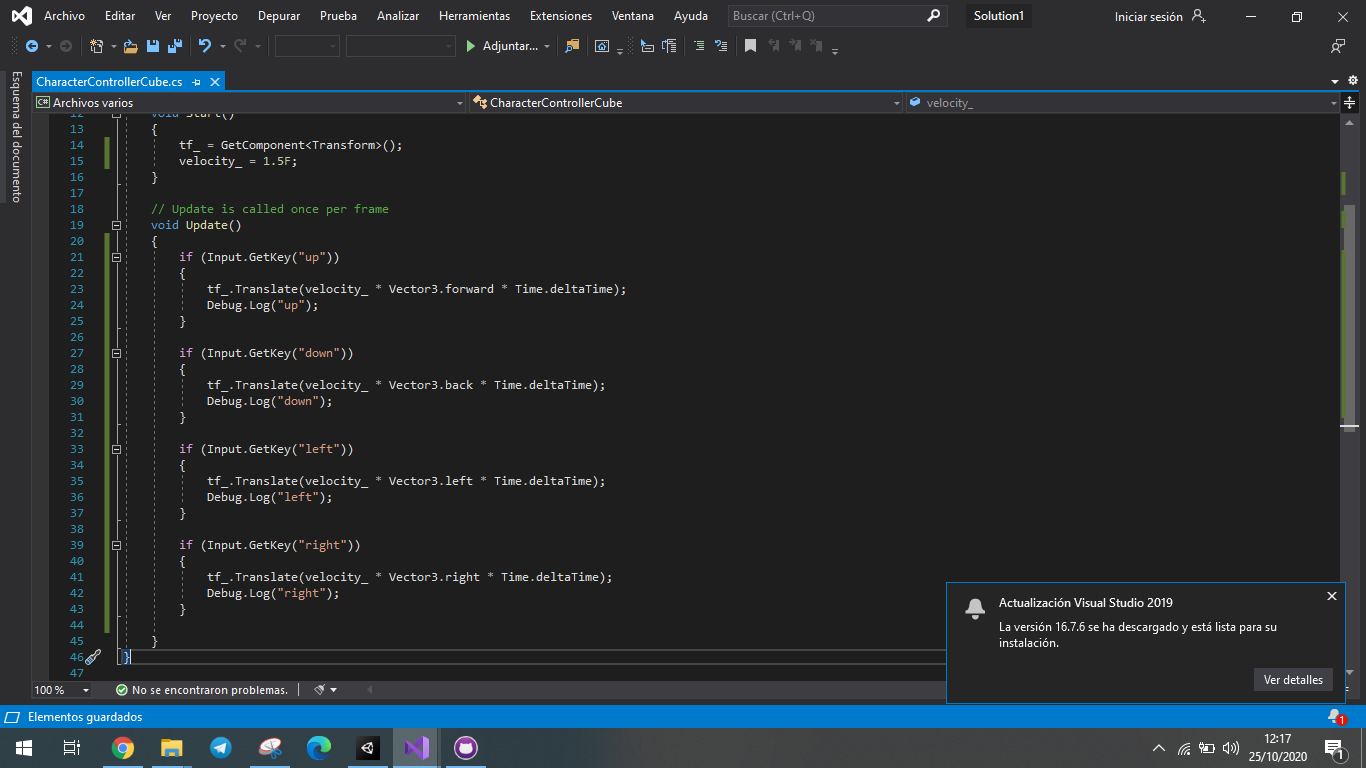 Archivo Editar Ver Proyecto Depurar Prueba Analizar Herramientas Extensiones Ventana Ayuda Buscar (Ctrl+Q) Solution1 Iniciar sesión
Adjuntar...
Esquema del documento
CharacterControllerCube.cs
C# Archivos varios CharacterControllerCube velocity_
12 void Start()
13 {
14 tf_ = GetComponent<Transform>();
15 velocity_ = 1.5F;
16 }
17
18 // Update is called once per frame
19 void Update()
20 {
21 if (Input.GetKey("up"))
22 {
23 tf_.Translate(velocity_ * Vector3.forward * Time.deltaTime);
24 Debug.Log("up");
25 }
26
27 if (Input.GetKey("down"))
28 {
29 tf_.Translate(velocity_ * Vector3.back * Time.deltaTime);
30 Debug.Log("down");
31 }
32
33 if (Input.GetKey("left"))
34 {
35 tf_.Translate(velocity_ * Vector3.left * Time.deltaTime);
36 Debug.Log("left");
37 }
38
39 if (Input.GetKey("right"))
40 {
41 tf_.Translate(velocity_ * Vector3.right * Time.deltaTime);
42 Debug.Log("right");
43 }
44
45 }
46 }
47
Actualización Visual Studio 2019
La versión 16.7.6 se ha descargado y está lista para su
instalación.
Ver detalles
100 % No se encontraron problemas.
Elementos guardados 1
12:17
25/10/2020
1